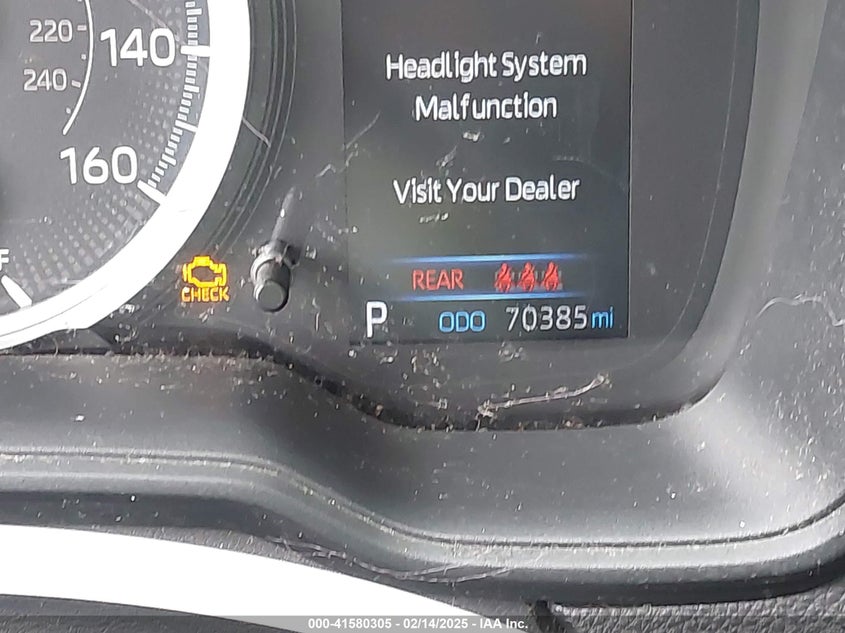 220
140
240
160
F
Headlight System
Malfunction
Visit Your Dealer
CHECK
REAR
P ODO 70385 mi
000-41580305 - 02/14/2025 - IAA Inc.